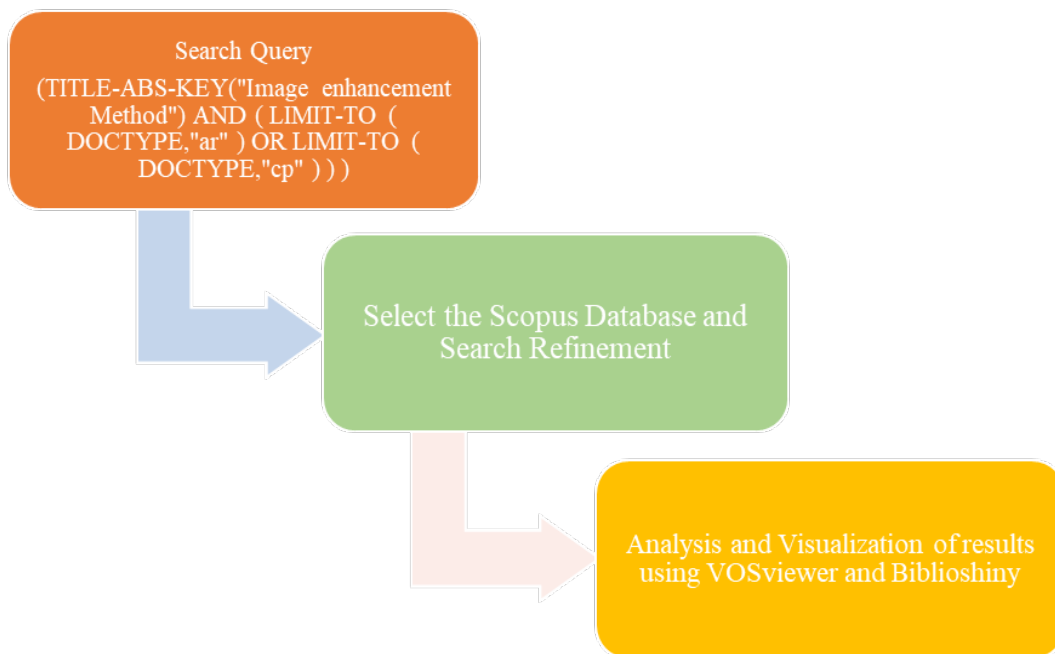 Search Query
(TITLE-ABS-KEY("Image enhancement
Method") AND ( LIMIT-TO (
DOCTYPE,"ar" ) OR LIMIT-TO (
DOCTYPE,"cp" ) ) )
Select the Scopus Database and
Search Refinement
Analysis and Visualization of results
using VOSviewer and Biblioshiny